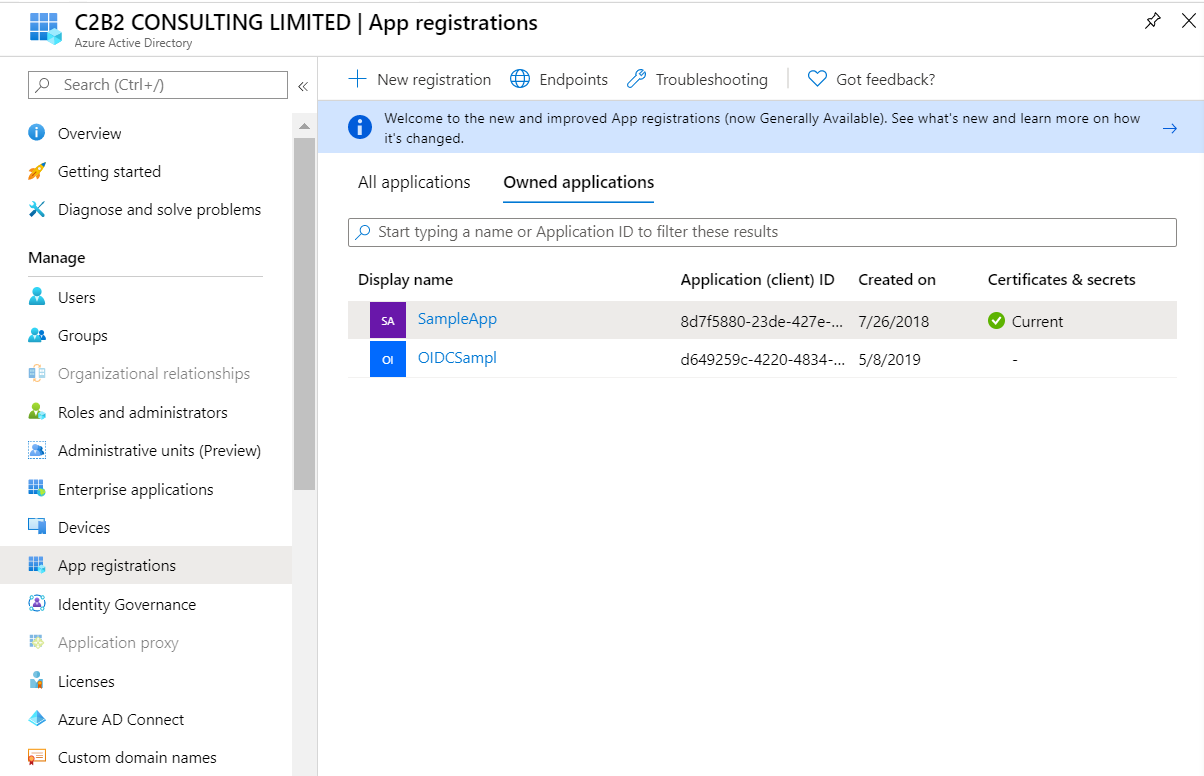 C2B2 CONSULTING LIMITED | App registrations
Azure Active Directory
Search (Ctrl+/)
«
Overview
Getting started
Diagnose and solve problems
Manage
Users
Groups
Organizational relationships
Roles and administrators
Administrative units (Preview)
Enterprise applications
Devices
App registrations
Identity Governance
Application proxy
Licenses
Azure AD Connect
Custom domain names
New registration Endpoints Troubleshooting Got feedback?
Welcome to the new and improved App registrations (now Generally Available). See what's new and learn more on how
it's changed.
All applications Owned applications
Start typing a name or Application ID to filter these results
Display name Application (client) ID Created on Certificates & secrets
SA SampleApp 8d7f5880-23de-427e-... 7/26/2018 Current
OI OIDCSampl d649259c-4220-4834-... 5/8/2019 -